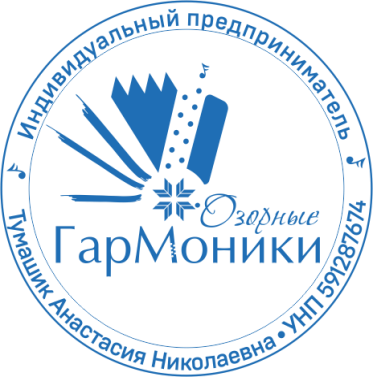 Индивидуальный предприниматель
Озорные
ГарМоники
Тумашик Анастасия Николаевна • УНП 591287674